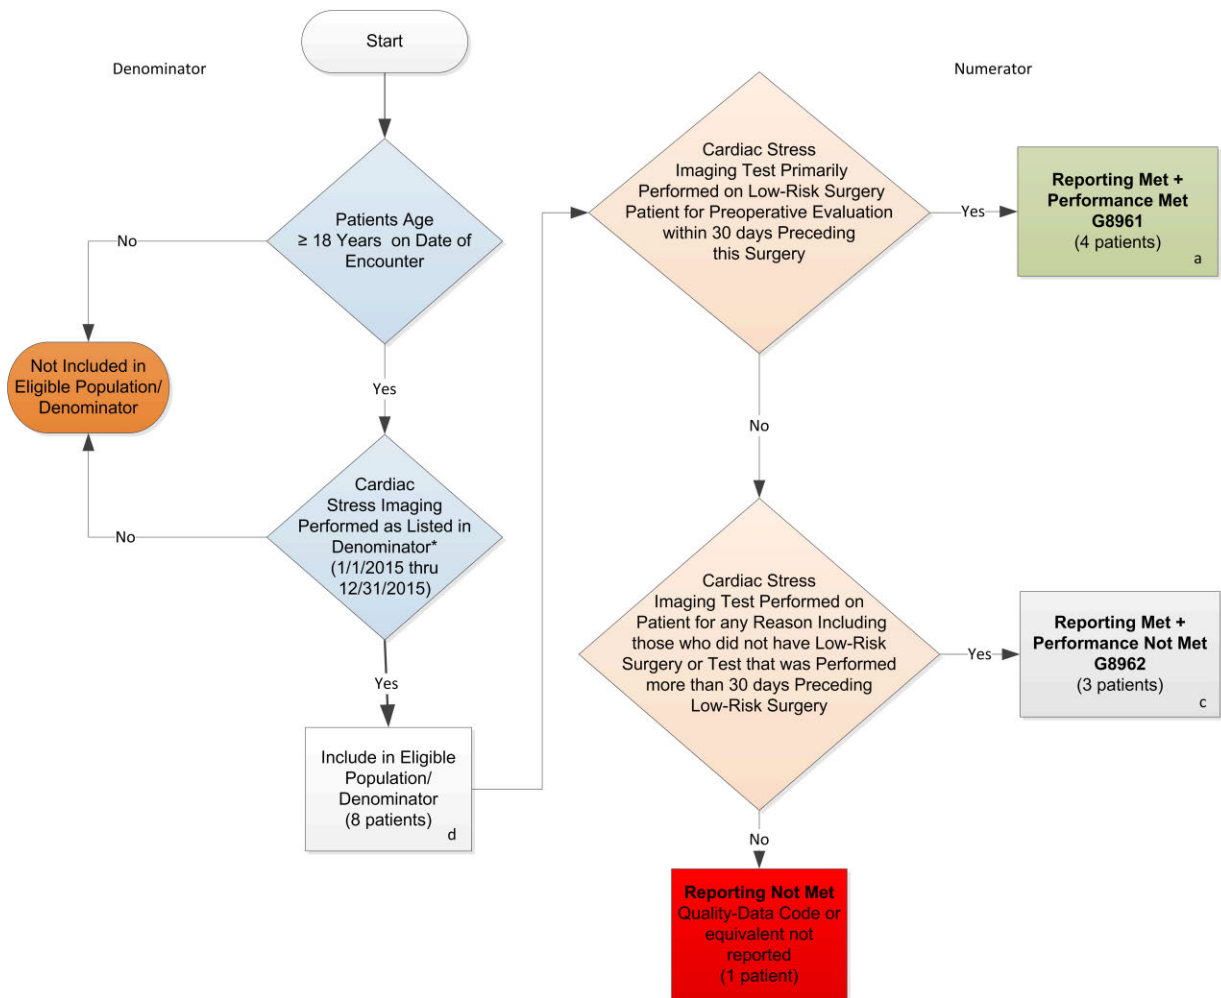 Start
Denominator
Patients Age
≥ 18 Years on Date of
Encounter
No
Not Included in
Eligible Population/
Denominator
Yes
Cardiac
Stress Imaging
Performed as Listed in
Denominator*
(1/1/2015 thru
12/31/2015)
No
Yes
Include in Eligible
Population/
Denominator
(8 patients)
d
Numerator
Cardiac Stress
Imaging Test Primarily
Performed on Low-Risk Surgery
Patient for Preoperative Evaluation
within 30 days Preceding
this Surgery
Yes
Reporting Met +
Performance Met
G8961
(4 patients)
a
No
Cardiac Stress
Imaging Test Performed on
Patient for any Reason Including
those who did not have Low-Risk
Surgery or Test that was Performed
more than 30 days Preceding
Low-Risk Surgery
Yes
Reporting Met +
Performance Not Met
G8962
(3 patients)
c
No
Reporting Not Met
Quality-Data Code or
equivalent not
reported
(1 patient)